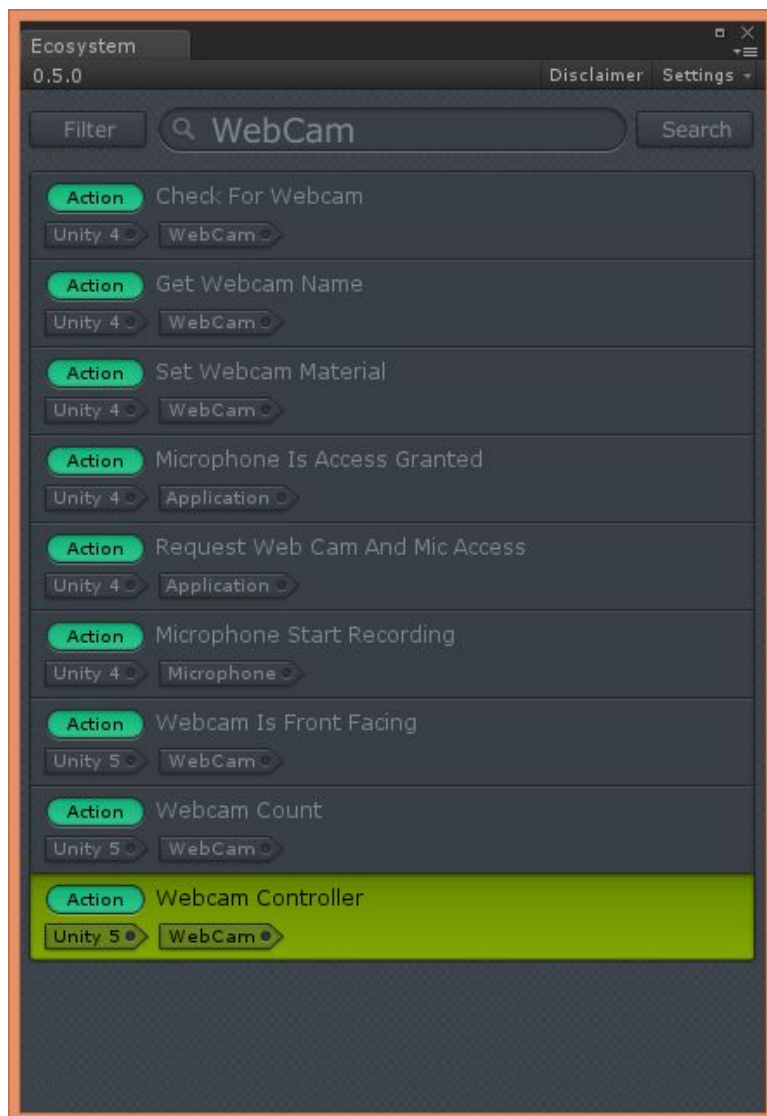 Ecosystem
0.5.0 Disclaimer Settings
Filter WebCam Search
Action Check For Webcam
Unity 4 WebCam
Action Get Webcam Name
Unity 4 WebCam
Action Set Webcam Material
Unity 4 WebCam
Action Microphone Is Access Granted
Unity 4 Application
Action Request Web Cam And Mic Access
Unity 4 Application
Action Microphone Start Recording
Unity 4 Microphone
Action Webcam Is Front Facing
Unity 5 WebCam
Action Webcam Count
Unity 5 WebCam
Action Webcam Controller
Unity 5 WebCam